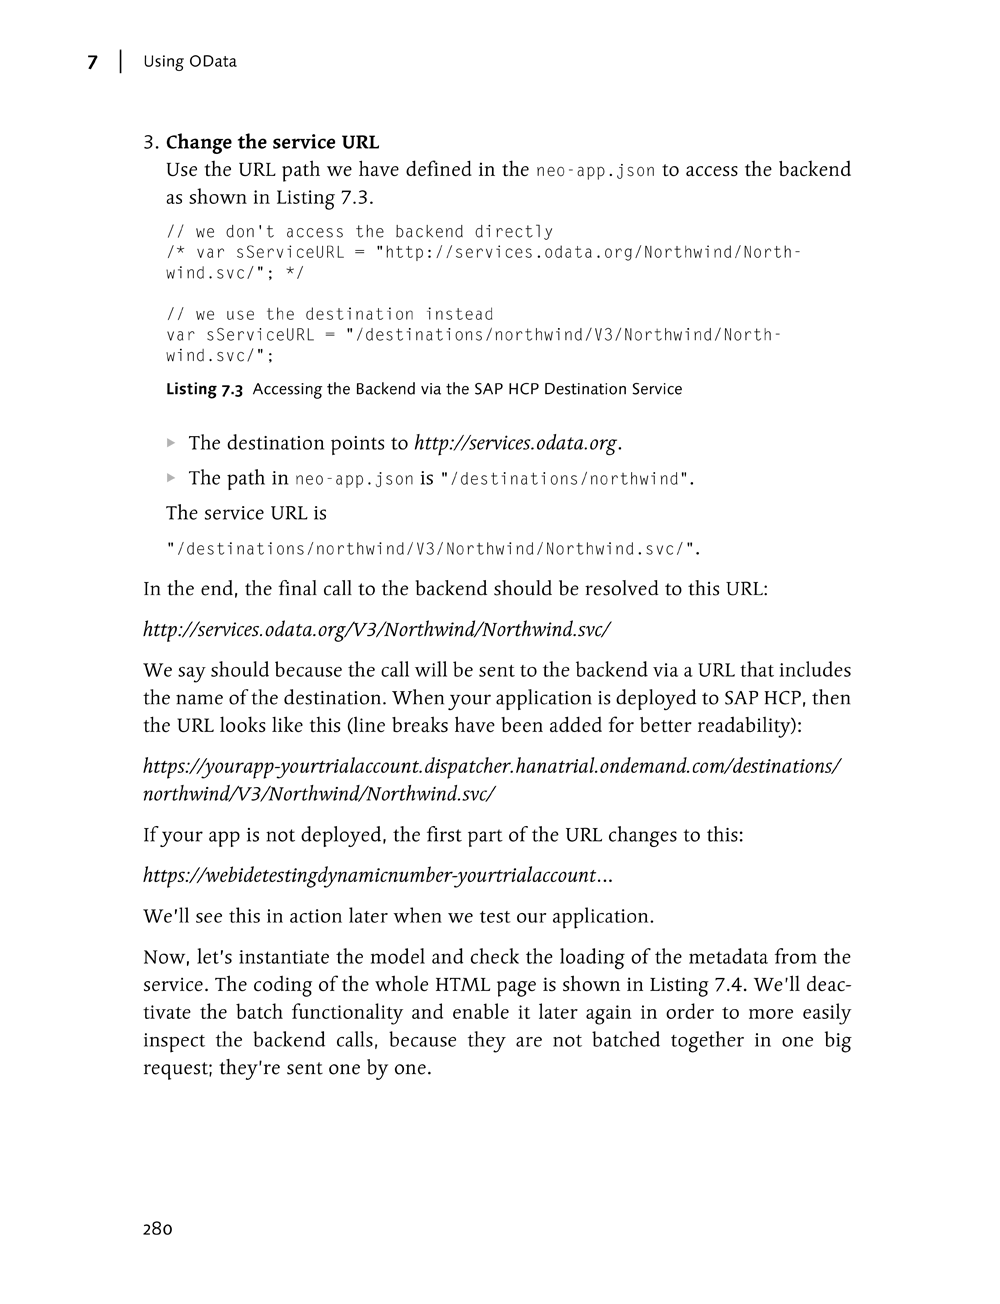 7 | Using OData
3. Change the service URL
Use the URL path we have defined in the neo-app.json to access the backend
as shown in Listing 7.3.
// we don't access the backend directly
/* var sServiceURL = "http://services.odata.org/Northwind/North-
wind.svc/"; */
// we use the destination instead
var sServiceURL = "/destinations/northwind/V3/Northwind/North-
wind.svc/";
Listing 7.3 Accessing the Backend via the SAP HCP Destination Service
▶ The destination points to http://services.odata.org.
▶ The path in neo-app.json is "/destinations/northwind".
The service URL is
"/destinations/northwind/V3/Northwind/Northwind.svc/".
In the end, the final call to the backend should be resolved to this URL:
http://services.odata.org/V3/Northwind/Northwind.svc/
We say should because the call will be sent to the backend via a URL that includes
the name of the destination. When your application is deployed to SAP HCP, then
the URL looks like this (line breaks have been added for better readability):
https://yourapp-yourtrialaccount.dispatcher.hanatrial.ondemand.com/destinations/
northwind/V3/Northwind/Northwind.svc/
If your app is not deployed, the first part of the URL changes to this:
https://webidetestingdynamicnumber-yourtrialaccount...
We'll see this in action later when we test our application.
Now, let's instantiate the model and check the loading of the metadata from the
service. The coding of the whole HTML page is shown in Listing 7.4. We'll deac-
tivate the batch functionality and enable it later again in order to more easily
inspect the backend calls, because they are not batched together in one big
request; they're sent one by one.
280